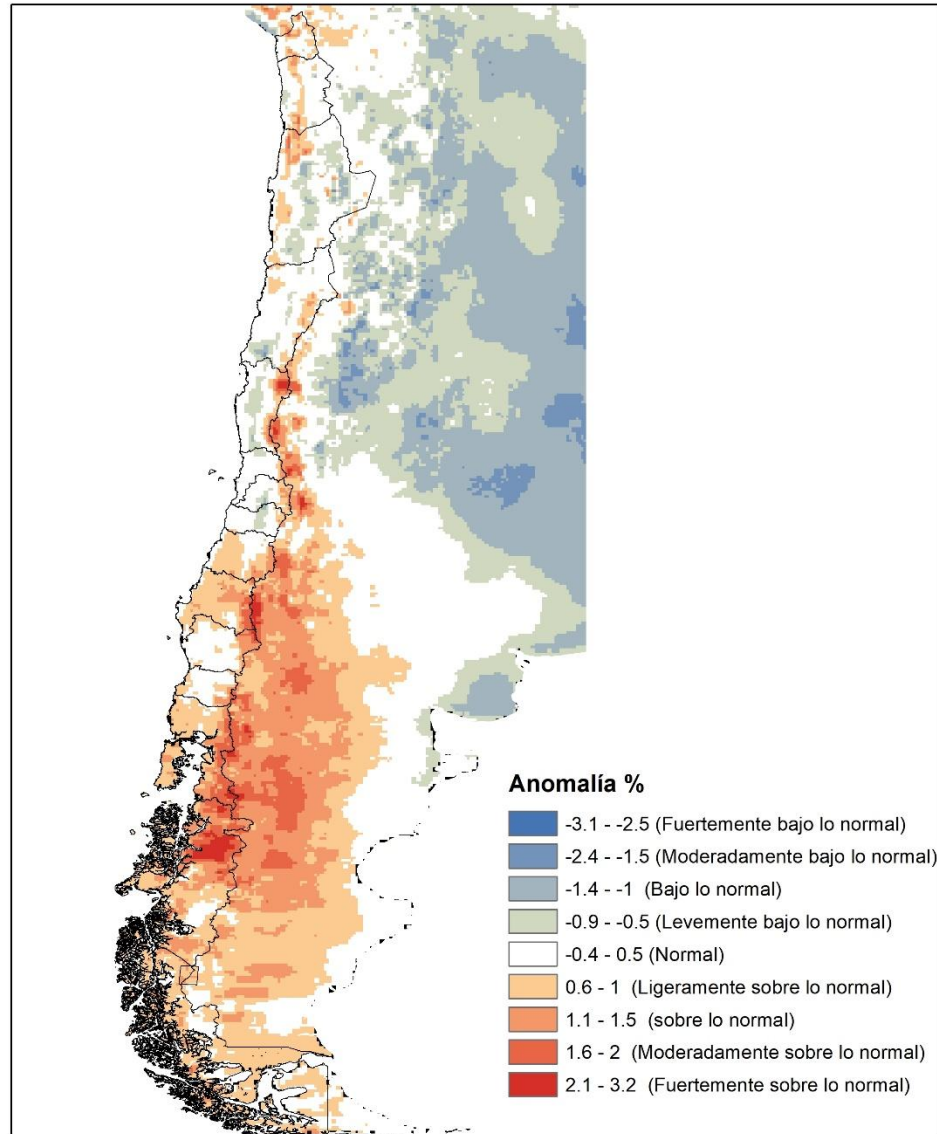 Anomalía %
-3.1 - -2.5 (Fuertemente bajo lo normal)
-2.4 - -1.5 (Moderadamente bajo lo normal)
-1.4 - -1  (Bajo lo normal)
-0.9 - -0.5 (Levemente bajo lo normal)
-0.4 - 0.5 (Normal)
0.6 - 1  (Ligeramente sobre lo normal)
1.1 - 1.5  (sobre lo normal)
1.6 - 2  (Moderadamente sobre lo normal)
2.1 - 3.2  (Fuertemente sobre lo normal)